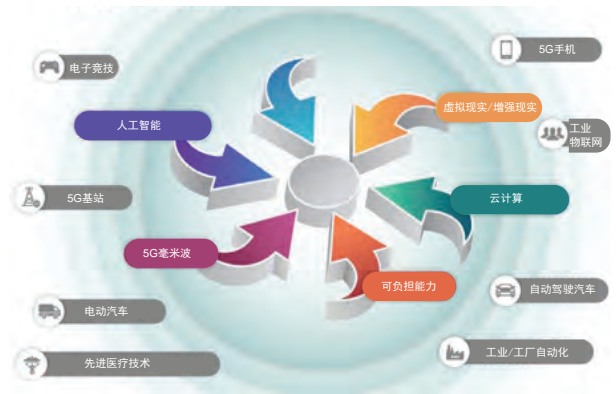 电子竞技
5G手机
人工智能
虚拟现实/增强现实
工业
物联网
5G基站
云计算
5G毫米波
可负担能力
自动驾驶汽车
电动汽车
工业/工厂自动化
先进医疗技术